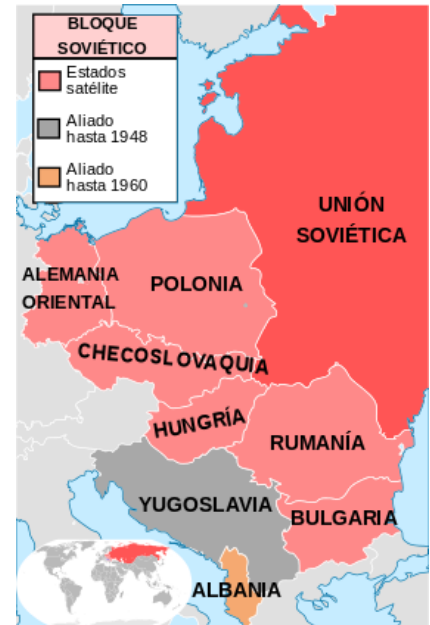 BLOQUE
SOVIÉTICO
Estados
satélite
Aliado
hasta 1948
Aliado
hasta 1960
UNIÓN
SOVIÉTICA
ALEMANIA
ORIENTAL
POLONIA
CHECOSLOVAQUIA
HUNGRÍA
RUMANÍA
YUGOSLAVIA
BULGARIA
ALBANIA